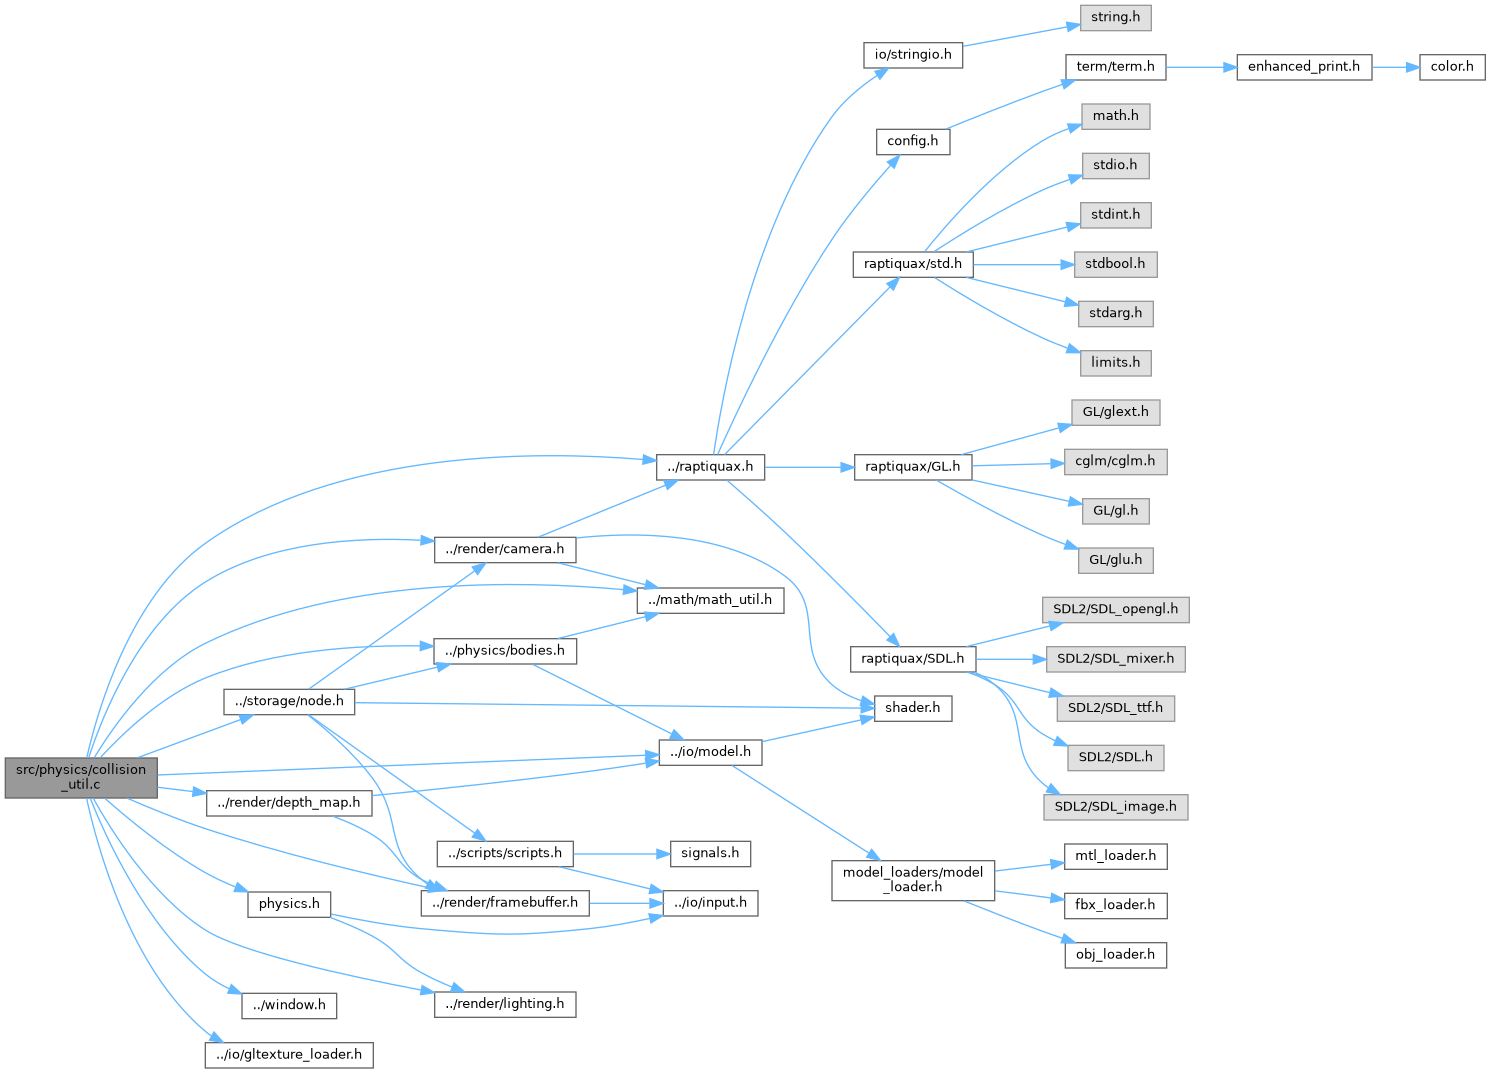 string.h
io/stringio.h
term/term.h
enhanced_print.h
color.h
math.h
config.h
stdio.h
stdint.h
raptiquax/std.h
stdbool.h
stdarg.h
limits.h
GL/glext.h
../raptiquax.h
raptiquax/GL.h
cglm/cglm.h
GL/gl.h
../render/camera.h
GL/glu.h
../math/math_util.h
SDL2/SDL_opengl.h
../physics/bodies.h
raptiquax/SDL.h
SDL2/SDL_mixer.h
../storage/node.h
shader.h
SDL2/SDL_ttf.h
../io/model.h
SDL2/SDL.h
src/physics/collision
_util.c
../render/depth_map.h
SDL2/SDL_image.h
../scripts/scripts.h
signals.h
mtl_loader.h
model_loaders/model
_loader.h
physics.h
../render/framebuffer.h
../io/input.h
fbx_loader.h
obj_loader.h
../window.h
../render/lighting.h
../io/gltexture_loader.h